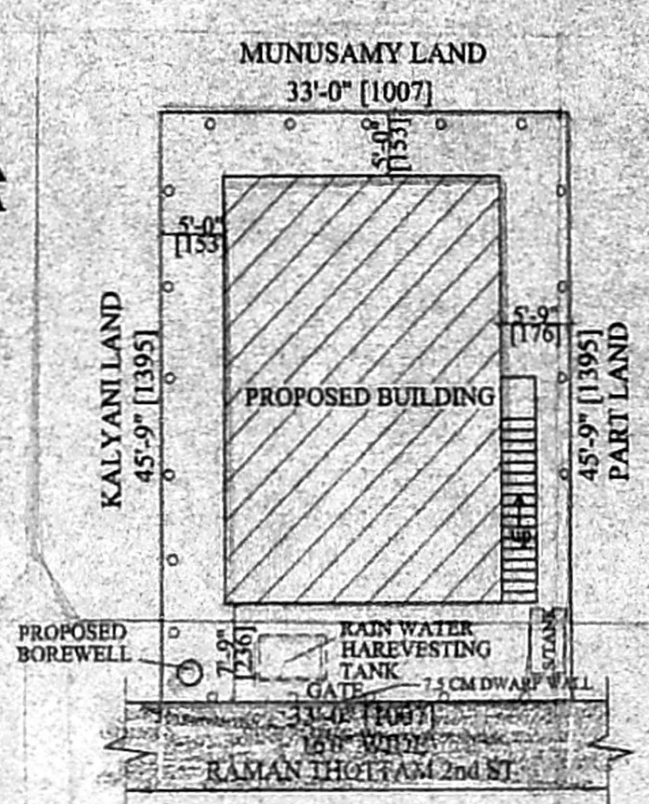 MUNUSAMY LAND
33'-0" [1007]
5'-0"
[153]
5'-0"
[153
5'-9"
[176]
KALYANI LAND
45'-9" [1395]
PROPOSED BUILDING
45'-9" [1395]
PART LAND
UP
PROPOSED
BOREWELL
7'-9"
[236]
RAIN WATER
HAREVESTING
TANK
S/TANK
GATE
7.5 CM DWARF WALL
33'-0" [1007]
WIDE
RAMAN THOTTAM 2nd ST.